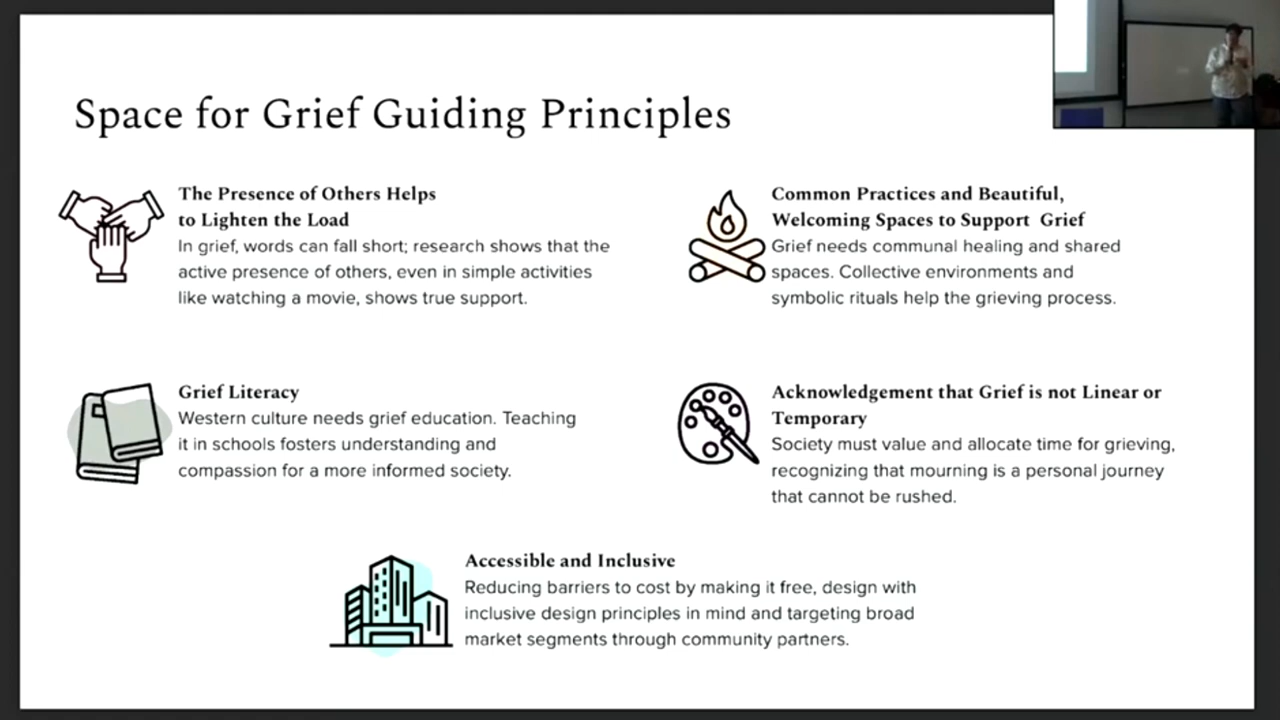 Space for Grief Guiding Principles
The Presence of Others Helps
to Lighten the Load
In grief, words can fall short; research shows that the
active presence of others, even in simple activities
like watching a movie, shows true support.
Common Practices and Beautiful,
Welcoming Spaces to Support Grief
Grief needs communal healing and shared
spaces. Collective environments and
symbolic rituals help the grieving process.
Grief Literacy
Western culture needs grief education. Teaching
it in schools fosters understanding and
compassion for a more informed society.
Acknowledgement that Grief is not Linear or
Temporary
Society must value and allocate time for grieving,
recognizing that mourning is a personal journey
that cannot be rushed.
Accessible and Inclusive
Reducing barriers to cost by making it free, design with
inclusive design principles in mind and targeting broad
market segments through community partners.